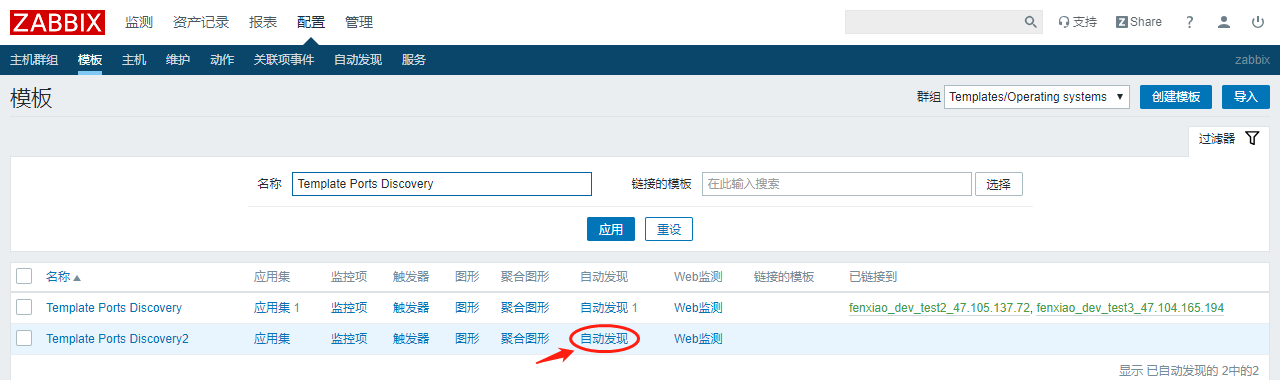 ZABBIX 监测 资产记录 报表 配置 管理 支持 Z Share ?
主机群组 模板 主机 维护 动作 关联项事件 自动发现 服务 zabbix
模板 群组 Templates/Operating systems 创建模板 导入
过滤器
名称 Template Ports Discovery 链接的模板 在此输入搜索 选择
应用 重设
名称 应用集 监控项 触发器 图形 聚合图形 自动发现 Web监测 链接的模板 已链接到
Template Ports Discovery 应用集 1 监控项 触发器 图形 聚合图形 自动发现 1 Web监测 fenxiao_dev_test2_47.105.137.72, fenxiao_dev_test3_47.104.165.194
Template Ports Discovery2 应用集 监控项 触发器 图形 聚合图形 自动发现 Web监测
显示 已自动发现的 2中的2